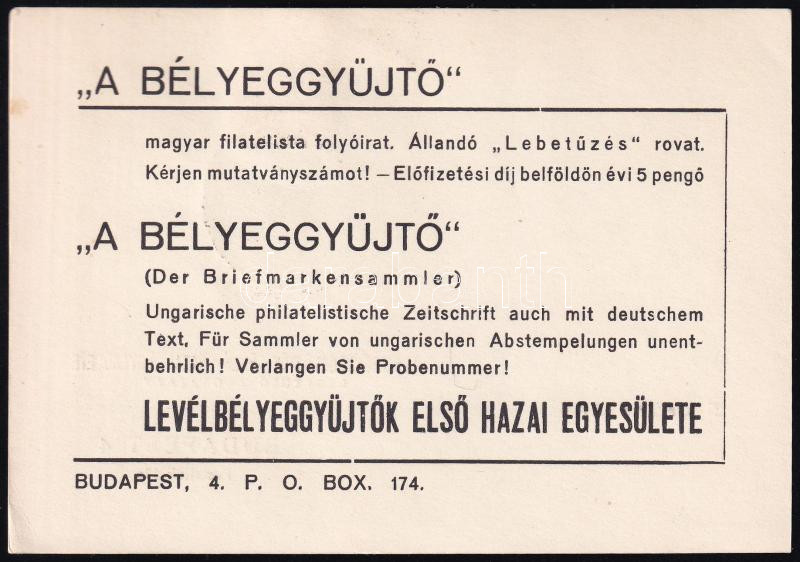 „A BÉLYEGGYÜJTŐ“
magyar filatelista folyóirat. Állandó „Lebetűzés“ rovat.
Kérjen mutatványszámot! — Előfizetési díj belföldön évi 5 pengő
„A BÉLYEGGYÜJTŐ“
(Der Briefmarkensammler)
Ungarische philatelistische Zeitschrift auch mit deutschem
Text. Für Sammler von ungarischen Abstempelungen unent-
behrlich! Verlangen Sie Probenummer!
LEVÉLBÉLYEGGYÜJTŐK ELSŐ HAZAI EGYESÜLETE
BUDAPEST, 4. P. O. BOX. 174.
darabanth